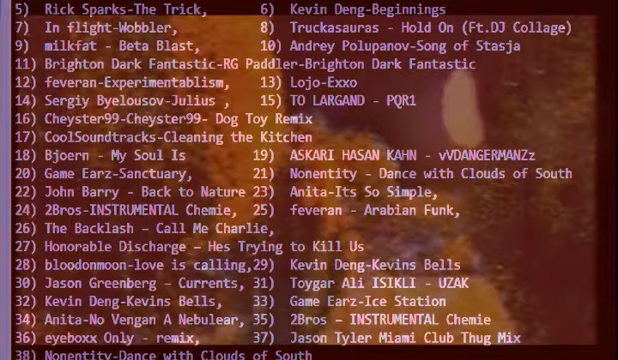 5) Rick Sparks-The Trick, 6) Kevin Deng-Beginnings
7) In flight-Wobbler, 8) Truckasauras - Hold On (Ft.DJ Collage)
9) milkfat - Beta Blast, 10) Andrey Polupanov-Song of Stasja
11) Brighton Dark Fantastic-RG Paddler-Brighton Dark Fantastic
12) feveran-Experimentablism, 13) Lojo-Exxo
14) Sergiy Byelousov-Julius , 15) TO LARGAND - PQR1
16) Cheyster99-Cheyster99- Dog Toy Remix
17) CoolSoundtracks-Cleaning the Kitchen
18) Bjoern - My Soul Is 19) ASKARI HASAN KAHN - vVDANGERMANZz
20) Game Earz-Sanctuary, 21) Nonentity - Dance with Clouds of South
22) John Barry - Back to Nature 23) Anita-Its So Simple,
24) 2Bros-INSTRUMENTAL Chemie, 25) feveran - Arabian Funk,
26) The Backlash – Call Me Charlie,
27) Honorable Discharge – Hes Trying to Kill Us
28) bloodonmoon-love is calling,29) Kevin Deng-Kevins Bells
30) Jason Greenberg – Currents, 31) Toygar Ali ISIKLI - UZAK
32) Kevin Deng-Kevins Bells, 33) Game Earz-Ice Station
34) Anita-No Vengan A Nebulear, 35) 2Bros – INSTRUMENTAL Chemie
36) eyeboxx Only - remix, 37) Jason Tyler Miami Club Thug Mix
38) Nonentity-Dance with Clouds of South